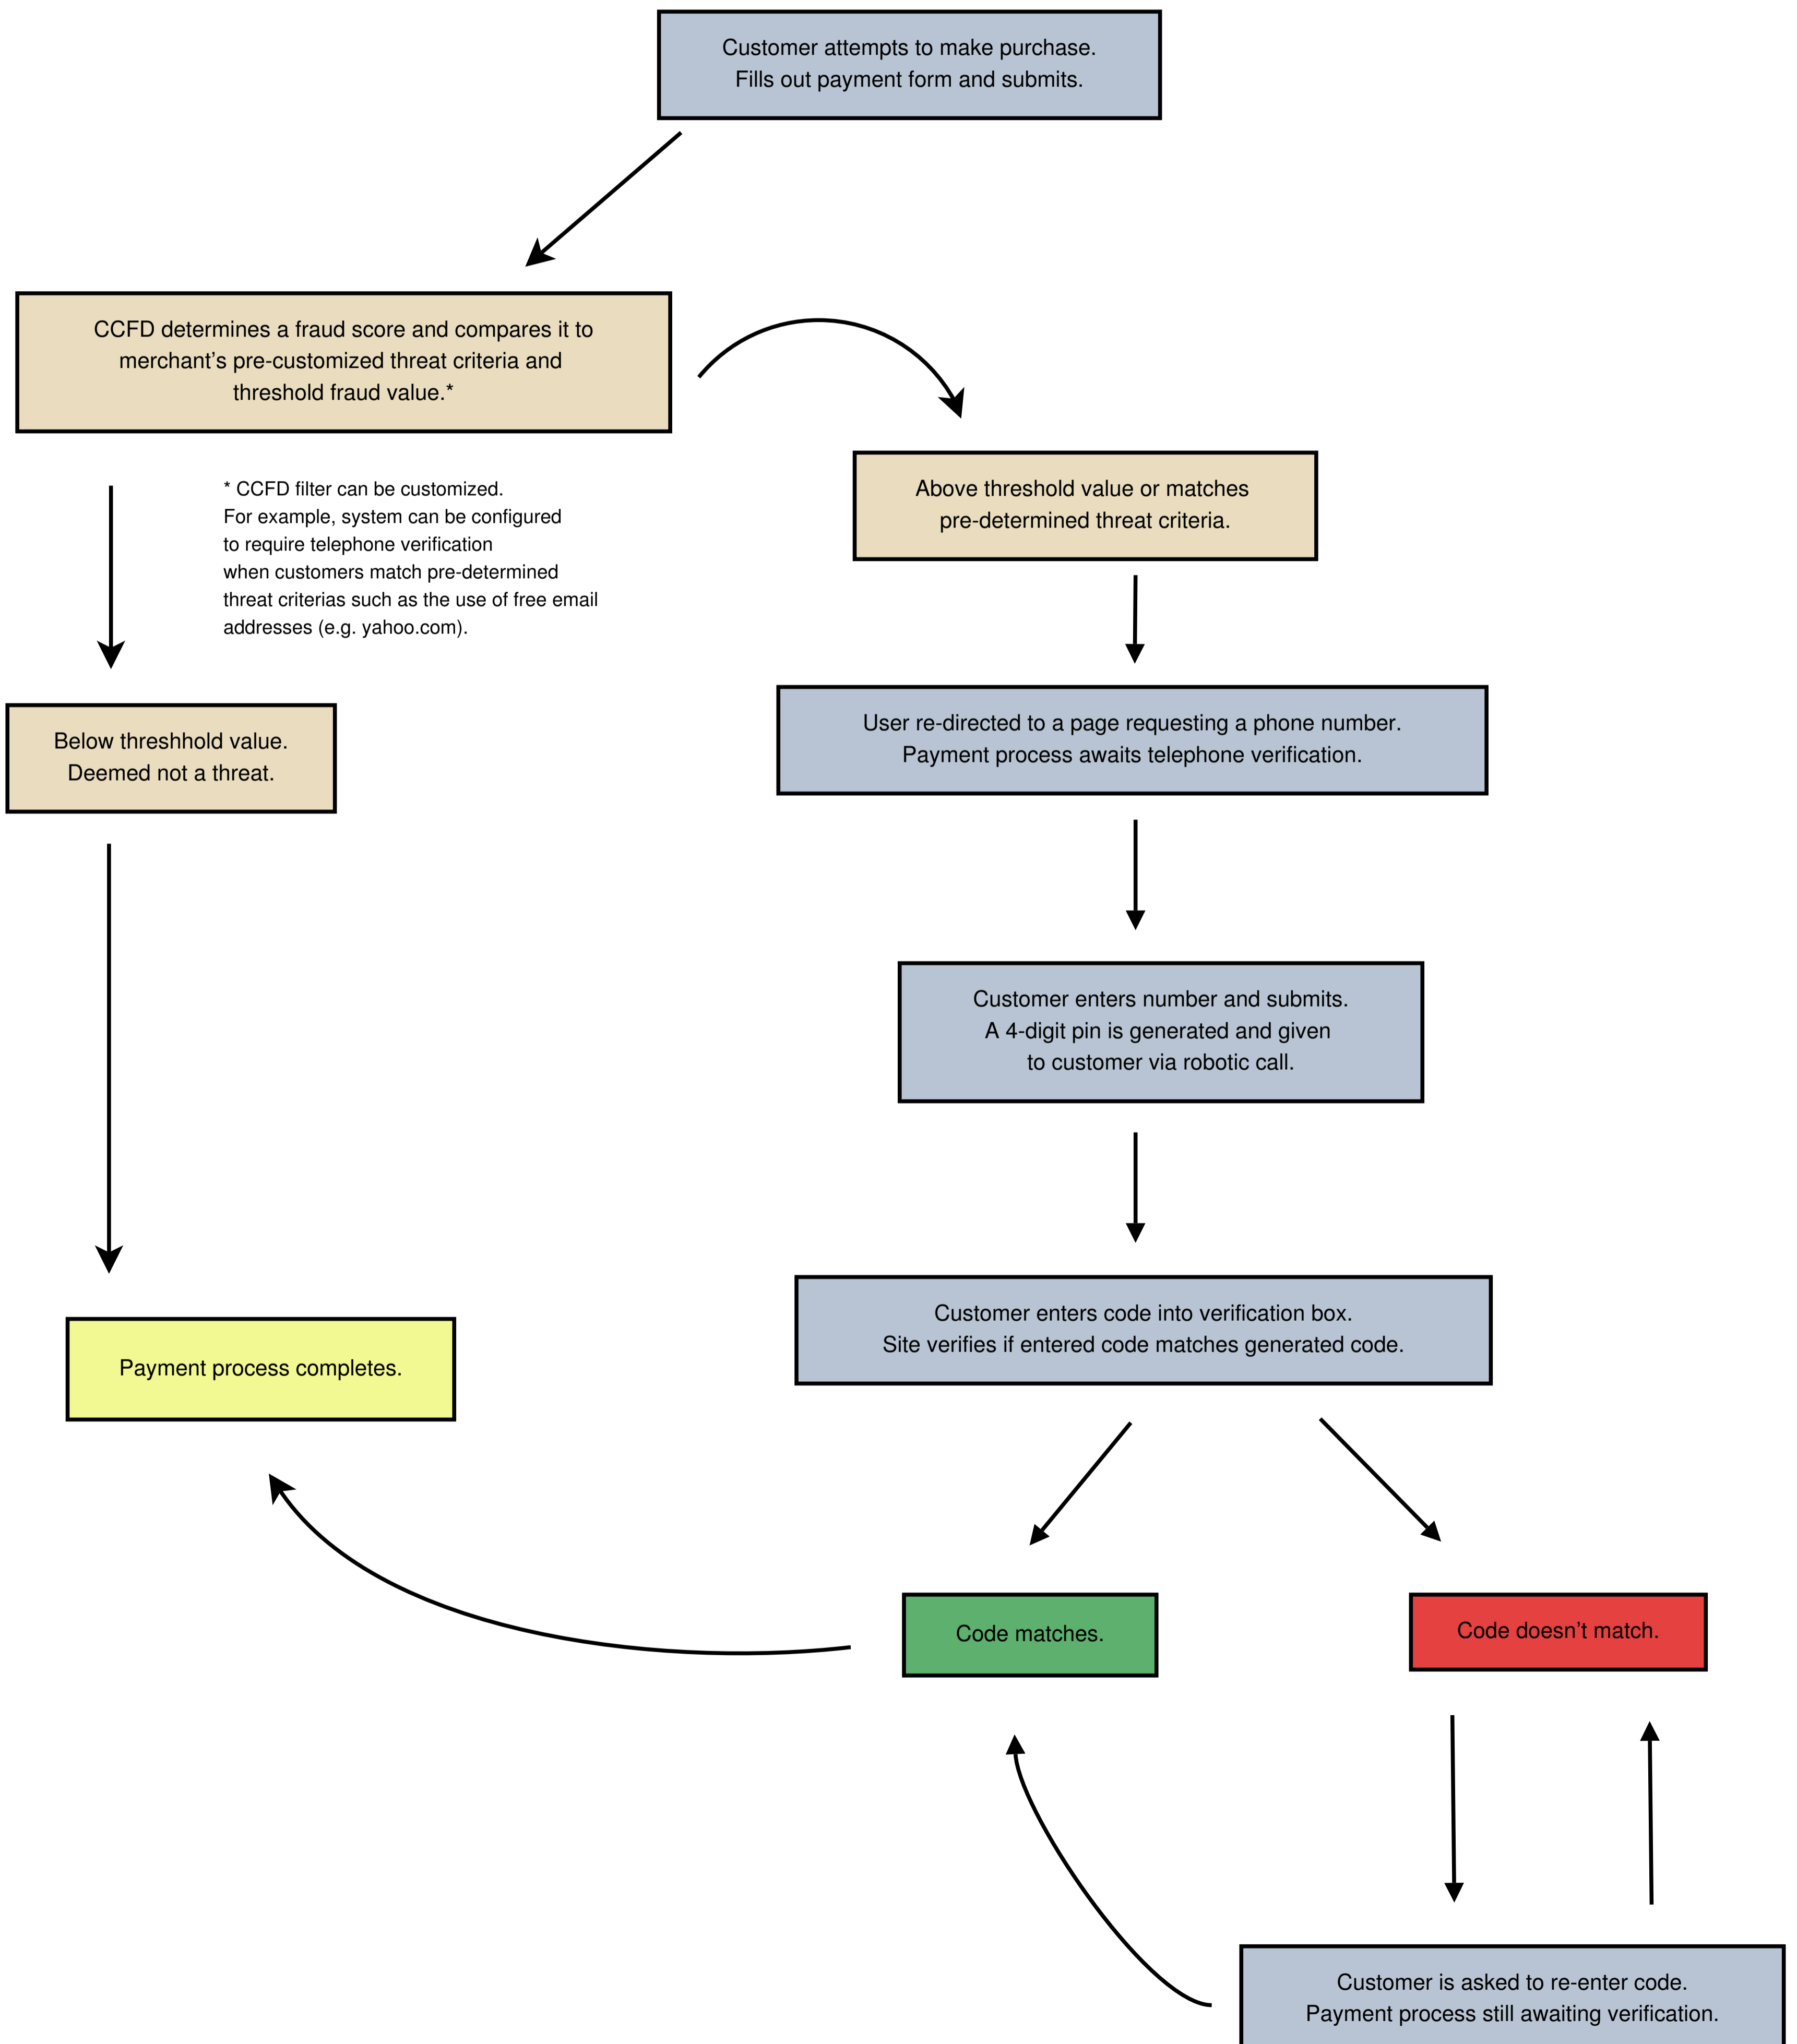 Customer attempts to make purchase.
Fills out payment form and submits.
CCFD determines a fraud score and compares it to
merchant’s pre-customized threat criteria and
threshold fraud value.*
* CCFD filter can be customized.
For example, system can be configured
to require telephone verification
when customers match pre-determined
threat criterias such as the use of free email
addresses (e.g. yahoo.com).
Above threshold value or matches
pre-determined threat criteria.
Below threshhold value.
Deemed not a threat.
User re-directed to a page requesting a phone number.
Payment process awaits telephone verification.
Customer enters number and submits.
A 4-digit pin is generated and given
to customer via robotic call.
Customer enters code into verification box.
Site verifies if entered code matches generated code.
Payment process completes.
Code matches.
Code doesn’t match.
Customer is asked to re-enter code.
Payment process still awaiting verification.